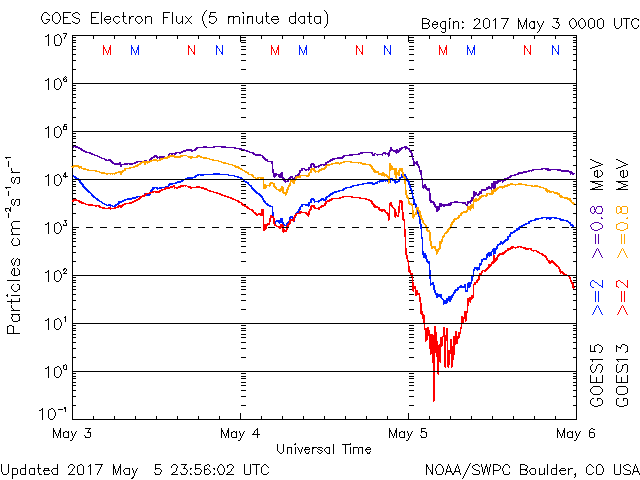 GOES Electron Flux (5 minute data)
Begin: 2017 May 3 0000 UTC
M M N N M M N N M M N N
10⁷
10⁶
10⁵
10⁴
10³
10²
10¹
10⁰
10⁻¹
Particles cm⁻²s⁻¹sr⁻¹
May 3 May 4 May 5 May 6
Universal Time
GOES15 >=2 >=0.8 MeV
GOES13 >=2 >=0.8 MeV
Updated 2017 May 5 23:56:02 UTC
NOAA/SWPC Boulder, CO USA